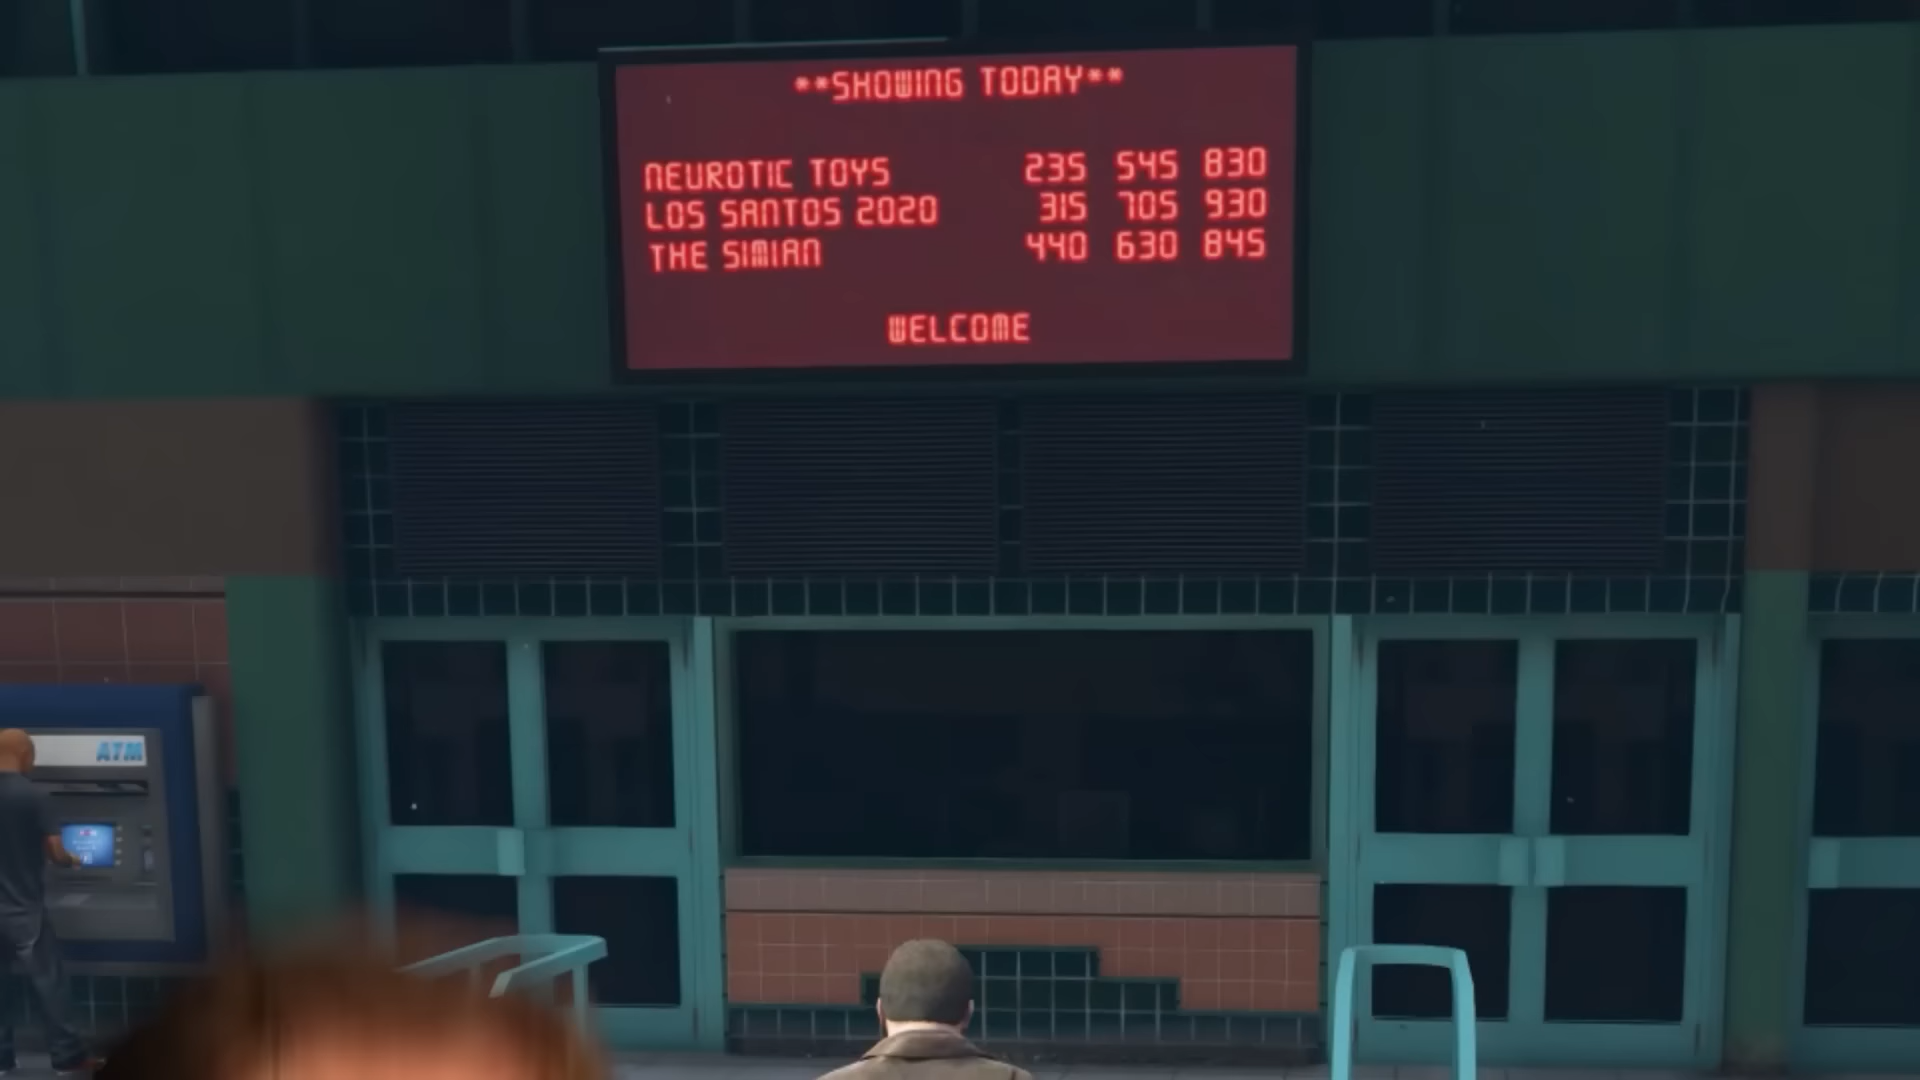 **SHOWING TODAY**
NEUROTIC TOYS 235 545 830
LOS SANTOS 2020 315 705 930
THE SIMIAN 440 630 845
WELCOME
ATM